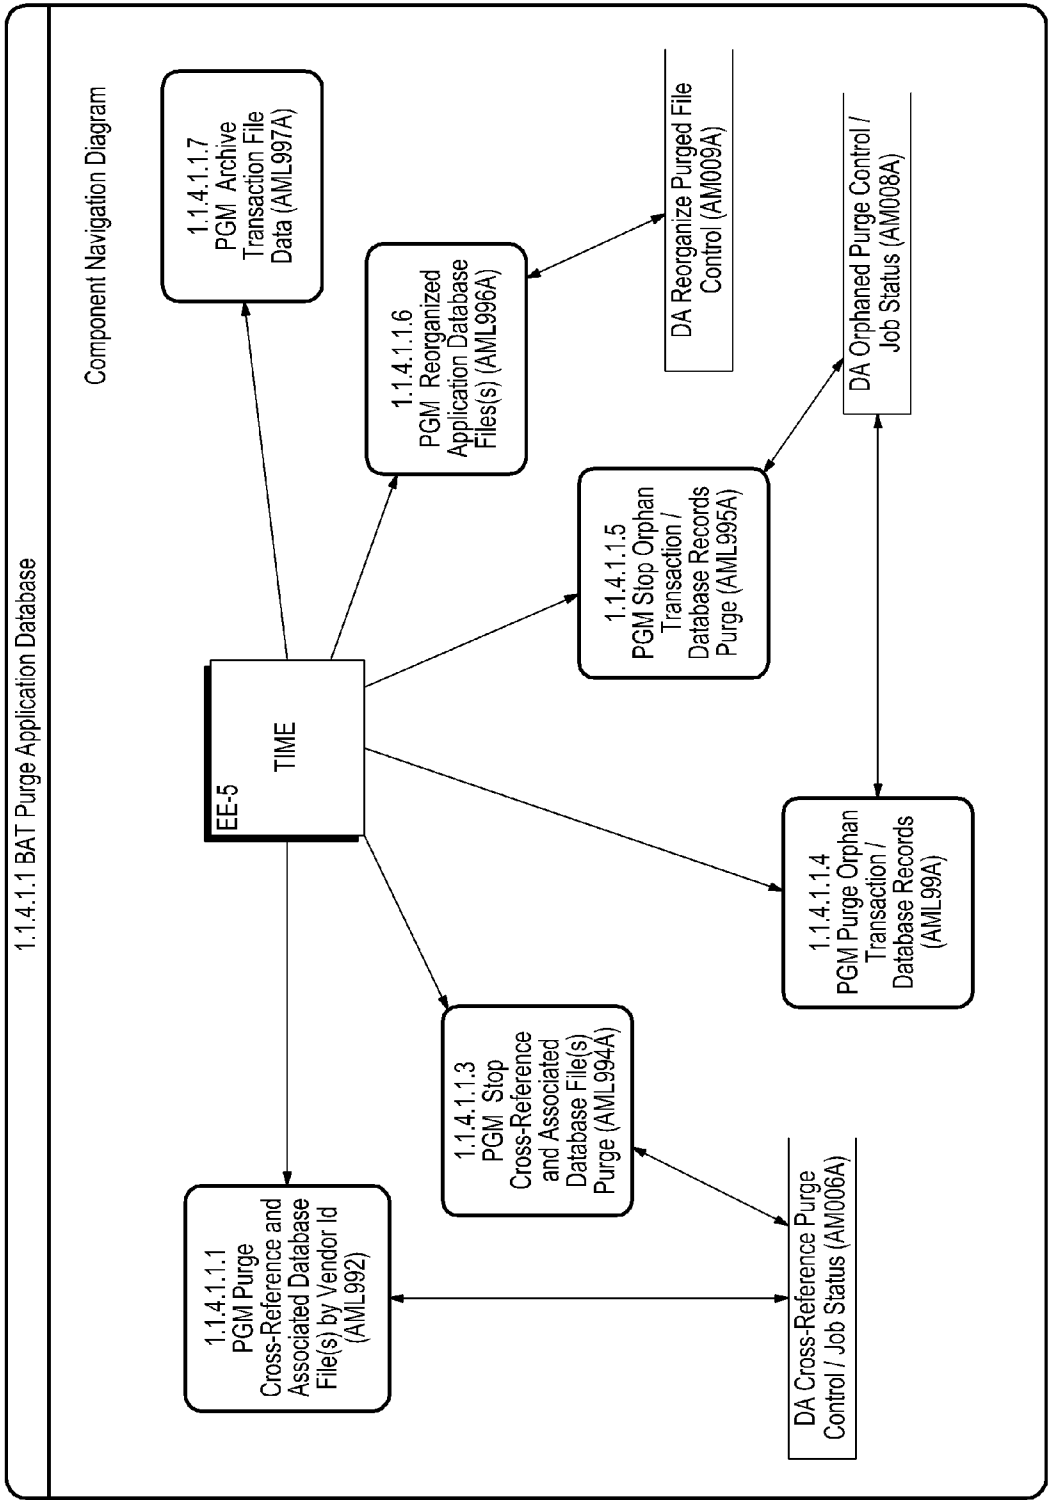 1.1.4.1.1 BAT Purge Application Database
Component Navigation Diagram
1.1.4.1.1.1
PGM Purge
Cross-Reference and
Associated Database
File(s) by Vendor Id
(AML992)
EE-5
TIME
1.1.4.1.1.7
PGM Archive
Transaction File
Data (AML997A)
1.1.4.1.1.3
PGM Stop
Cross-Reference
and Associated
Database File(s)
Purge (AML994A)
1.1.4.1.1.6
PGM Reorganized
Application Database
Files(s) (AML996A)
1.1.4.1.1.5
PGM Stop Orphan
Transaction /
Database Records
Purge (AML995A)
DA Reorganize Purged File
Control (AM009A)
DA Cross-Reference Purge
Control / Job Status (AM006A)
1.1.4.1.1.4
PGM Purge Orphan
Transaction /
Database Records
(AML99A)
DA Orphaned Purge Control /
Job Status (AM008A)